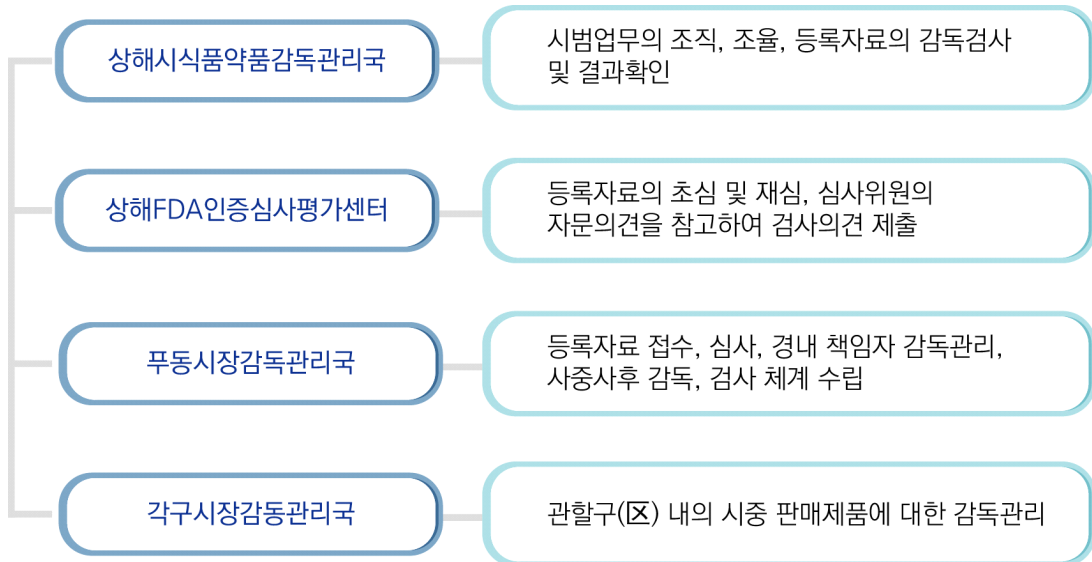 상해시식품약품감독관리국
시범업무의 조직, 조율, 등록자료의 감독검사
및 결과확인
상해FDA인증심사평가센터
등록자료의 초심 및 재심, 심사위원의
자문의견을 참고하여 검사의견 제출
푸동시장감독관리국
등록자료 접수, 심사, 경내 책임자 감독관리,
사중사후 감독, 검사 체계 수립
각구시장감동관리국
관할구(区) 내의 시중 판매제품에 대한 감독관리